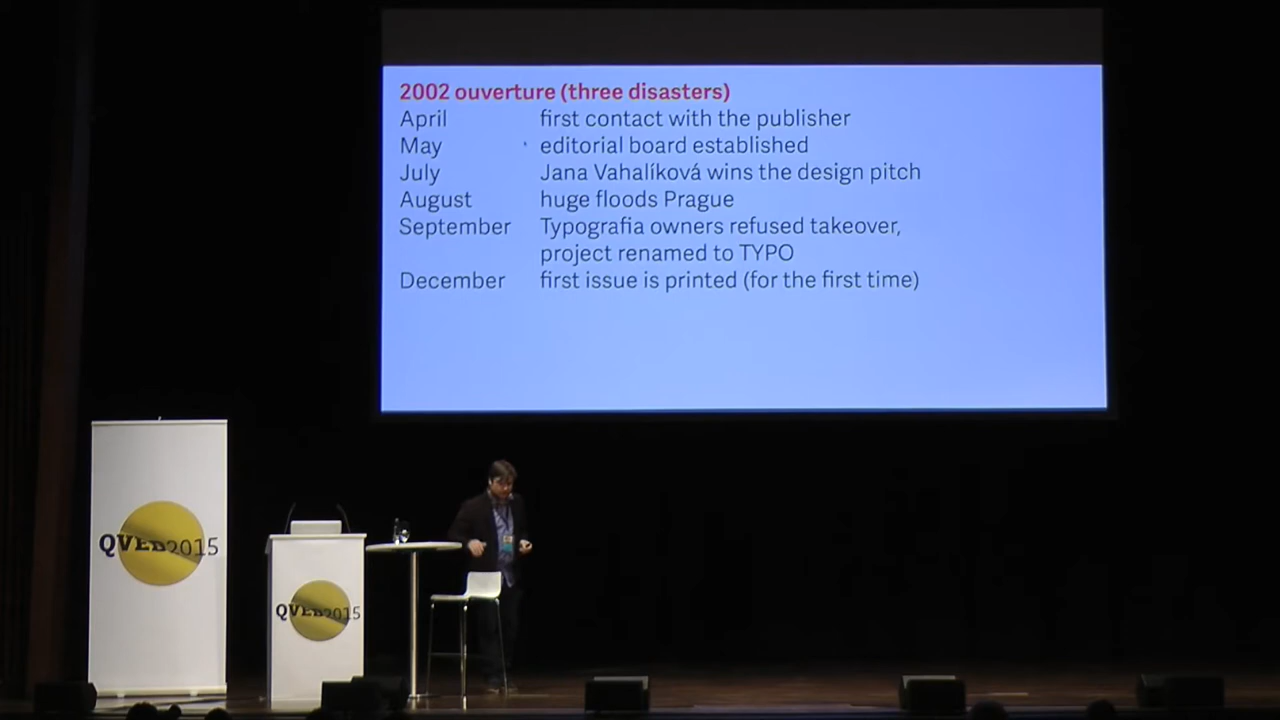 2002 ouverture (three disasters)
April first contact with the publisher
May editorial board established
July Jana Vahalíková wins the design pitch
August huge floods Prague
September Typografia owners refused takeover,
project renamed to TYPO
December first issue is printed (for the first time)
QVED2015
QVED2015